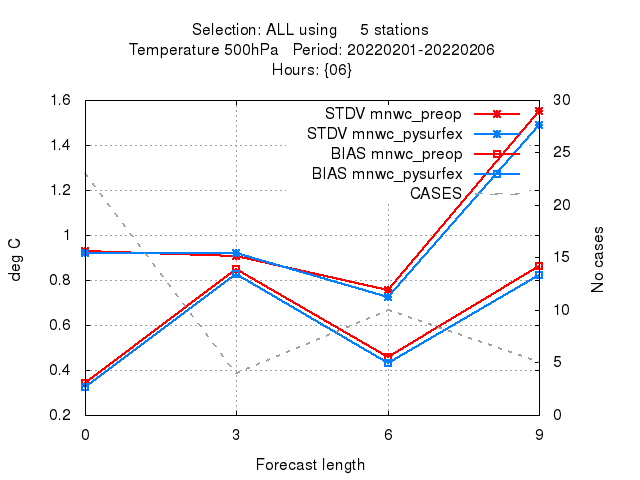 Selection: ALL using 5 stations
Temperature 500hPa Period: 20220201-20220206
Hours: {06}
STDV mnwc_preop
STDV mnwc_pysurfex
BIAS mnwc_preop
BIAS mnwc_pysurfex
CASES
deg C
1.6
1.4
1.2
1
0.8
0.6
0.4
0.2
30
25
20
15
10
5
0
No cases
0 3 6 9
Forecast length